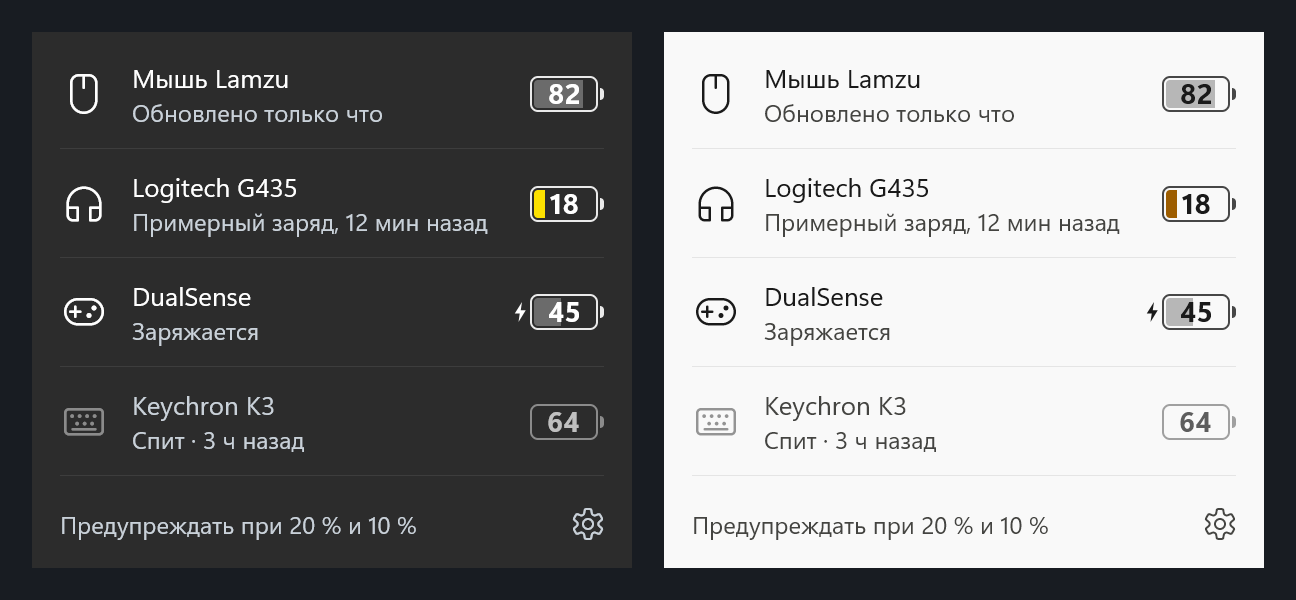 Мышь Lamzu
82
Обновлено только что
Logitech G435
18
Примерный заряд, 12 мин назад
DualSense
45
Заряжается
Keychron K3
64
Спит · 3 ч назад
Предупреждать при 20 % и 10 %
Мышь Lamzu
82
Обновлено только что
Logitech G435
18
Примерный заряд, 12 мин назад
DualSense
45
Заряжается
Keychron K3
64
Спит · 3 ч назад
Предупреждать при 20 % и 10 %